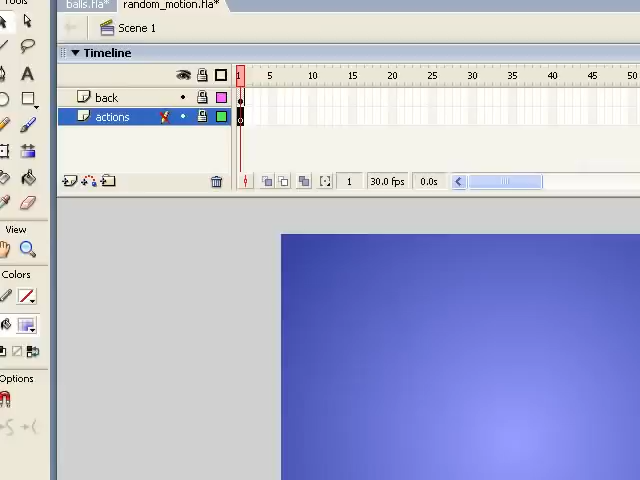 Tools
balls.fla* random_motion.fla*
Scene 1
Timeline
1 5 10 15 20 25 30 35 40 45 50
back
actions
1 30.0 fps 0.0s
View
Colors
Options